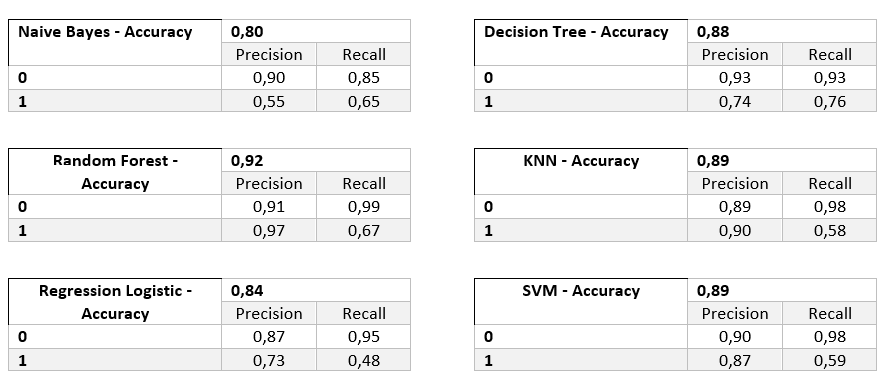 Naive Bayes - Accuracy 0,80
Precision Recall
0 0,90 0,85
1 0,55 0,65
Decision Tree - Accuracy 0,88
Precision Recall
0 0,93 0,93
1 0,74 0,76
Random Forest -
Accuracy
0,92
Precision Recall
0 0,91 0,99
1 0,97 0,67
KNN - Accuracy 0,89
Precision Recall
0 0,89 0,98
1 0,90 0,58
Regression Logistic -
Accuracy
0,84
Precision Recall
0 0,87 0,95
1 0,73 0,48
SVM - Accuracy 0,89
Precision Recall
0 0,90 0,98
1 0,87 0,59